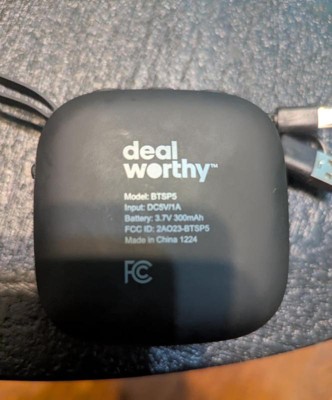 deal
worthy™
Model: BTSP5
Input: DC5V/1A
Battery: 3.7V 300mAh
FCC ID: 2AO23-BTSP5
Made in China 1224
FC